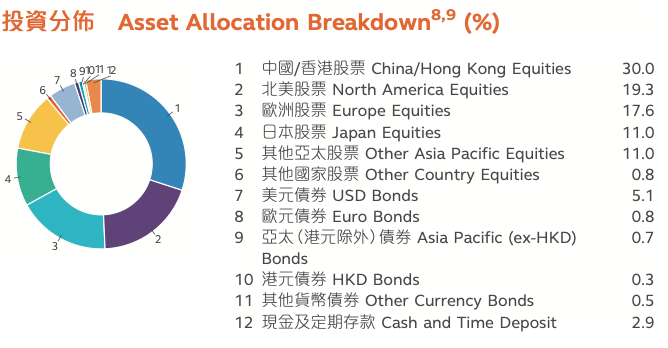 投資分佈 Asset Allocation Breakdown8,9 (%)
1 中國/香港股票 China/Hong Kong Equities 30.0
2 北美股票 North America Equities 19.3
3 歐洲股票 Europe Equities 17.6
4 日本股票 Japan Equities 11.0
5 其他亞太股票 Other Asia Pacific Equities 11.0
6 其他國家股票 Other Country Equities 0.8
7 美元債券 USD Bonds 5.1
8 歐元債券 Euro Bonds 0.8
9 亞太(港元除外)債券 Asia Pacific (ex-HKD) 0.7
Bonds
10 港元債券 HKD Bonds 0.3
11 其他貨幣債券 Other Currency Bonds 0.5
12 現金及定期存款 Cash and Time Deposit 2.9
1
2
3
4
5
6
7
8
9
10
11
12